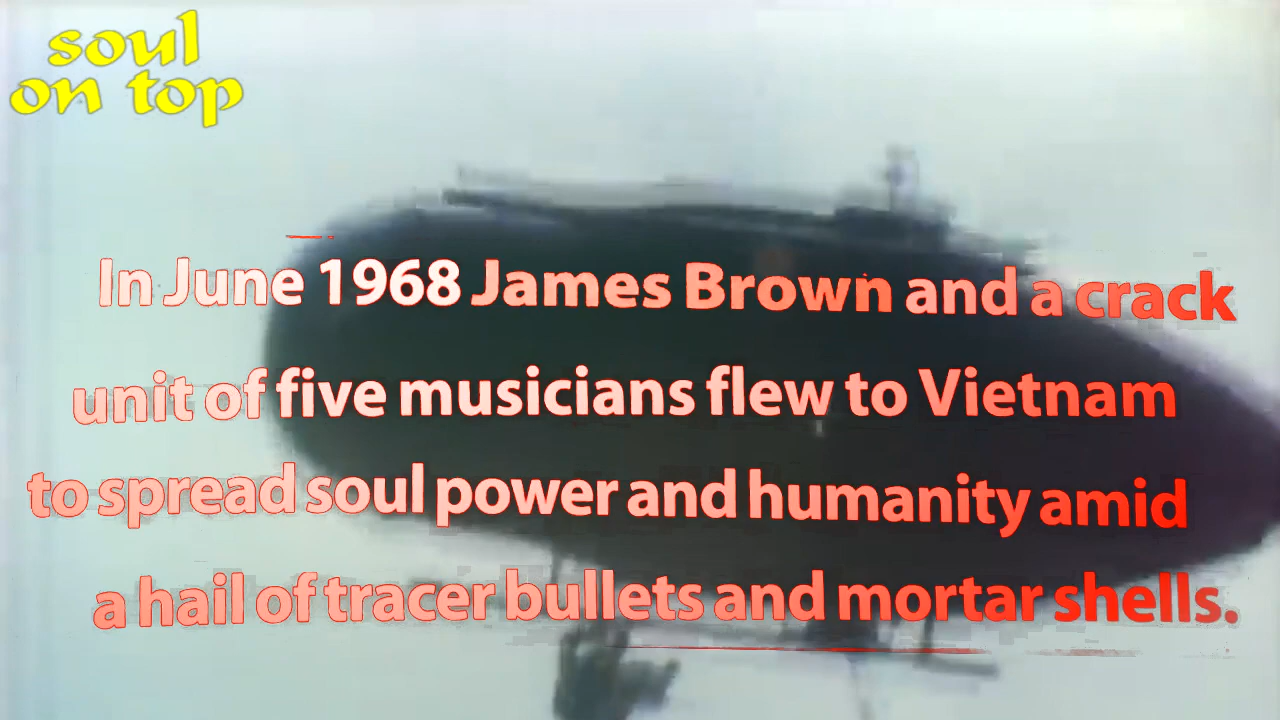 soul
on top
In June 1968 James Brown and a crack
unit of five musicians flew to Vietnam
to spread soul power and humanity amid
a hail of tracer bullets and mortar shells.